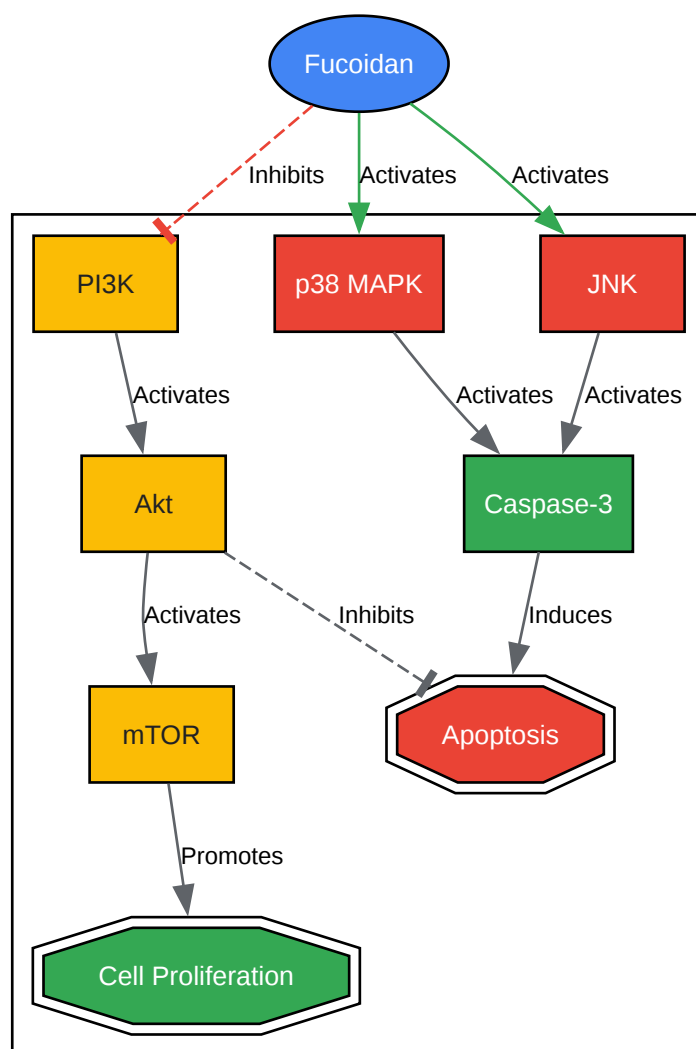 Fucoidan
Inhibits
Activates
Activates
PI3K
p38 MAPK
JNK
Activates
Activates
Activates
Akt
Caspase-3
Activates
Inhibits
Induces
mTOR
Apoptosis
Promotes
Cell Proliferation